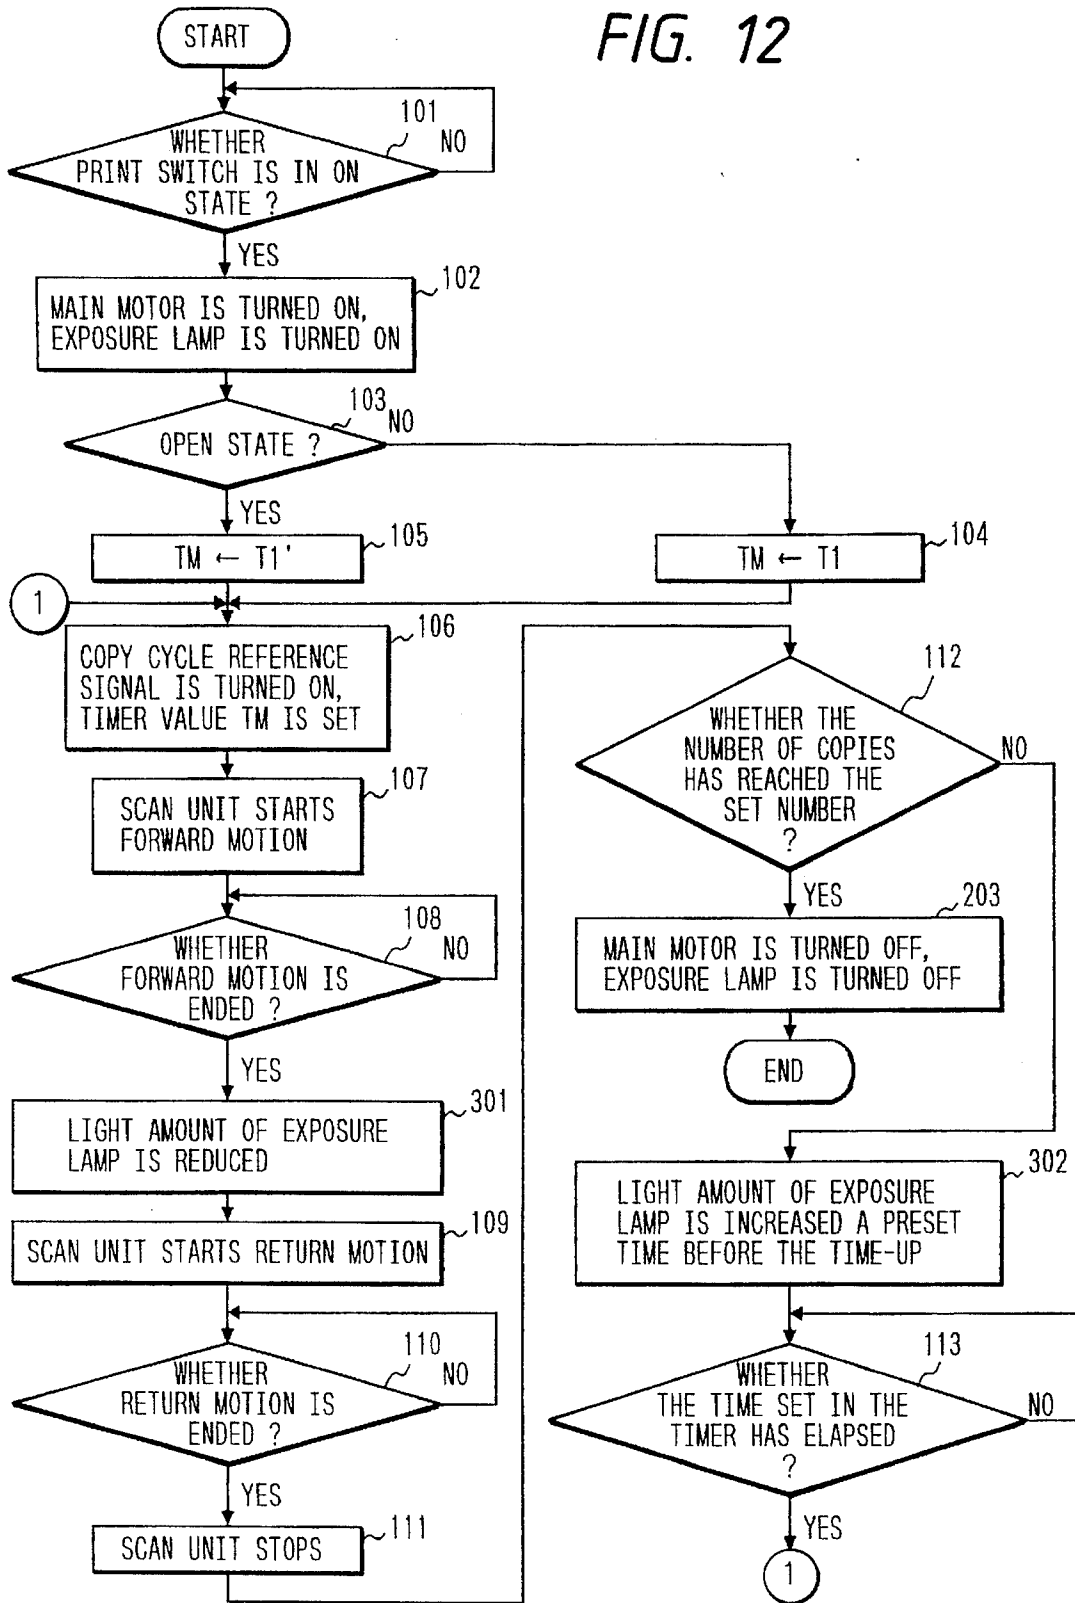 FIG. 12
START
101
WHETHER
PRINT SWITCH IS IN ON
STATE ?
NO
YES
102
MAIN MOTOR IS TURNED ON,
EXPOSURE LAMP IS TURNED ON
103
OPEN STATE ?
NO
YES
105
TM ← T1'
104
TM ← T1
1
106
COPY CYCLE REFERENCE
SIGNAL IS TURNED ON,
TIMER VALUE TM IS SET
107
SCAN UNIT STARTS
FORWARD MOTION
108
WHETHER
FORWARD MOTION IS
ENDED ?
NO
YES
301
LIGHT AMOUNT OF EXPOSURE
LAMP IS REDUCED
109
SCAN UNIT STARTS RETURN MOTION
110
WHETHER
RETURN MOTION IS
ENDED ?
NO
YES
111
SCAN UNIT STOPS
112
WHETHER THE
NUMBER OF COPIES
HAS REACHED THE
SET NUMBER
?
NO
YES
203
MAIN MOTOR IS TURNED OFF,
EXPOSURE LAMP IS TURNED OFF
END
302
LIGHT AMOUNT OF EXPOSURE
LAMP IS INCREASED A PRESET
TIME BEFORE THE TIME-UP
113
WHETHER
THE TIME SET IN THE
TIMER HAS ELAPSED
?
NO
YES
1